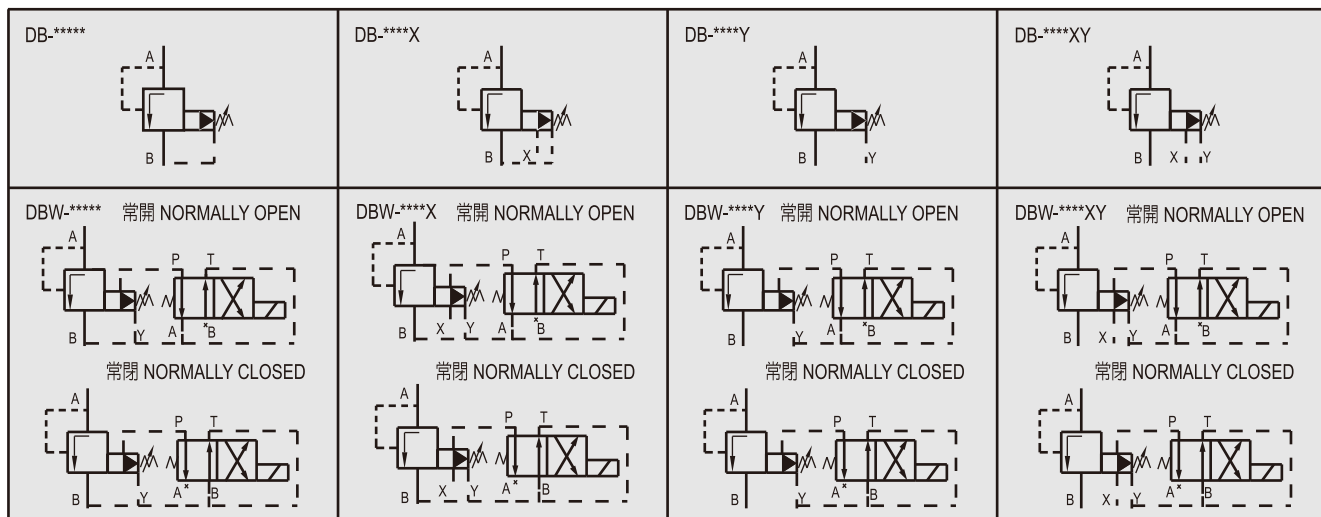 DB-*****
A
B
DB-****X
A
B X
DB-****Y
A
B Y
DB-****XY
A
B X Y
DBW-***** 常開 NORMALLY OPEN
A
P T
B Y A ×B
常閉 NORMALLY CLOSED
A
P T
B Y A× B
DBW-****X 常開 NORMALLY OPEN
A
P T
B X Y A ×B
常閉 NORMALLY CLOSED
A
P T
B X Y A× B
DBW-****Y 常開 NORMALLY OPEN
A
P T
B Y A ×B
常閉 NORMALLY CLOSED
A
P T
B Y A× B
DBW-****XY 常開 NORMALLY OPEN
A
P T
B X Y A ×B
常閉 NORMALLY CLOSED
A
P T
B X Y A× B